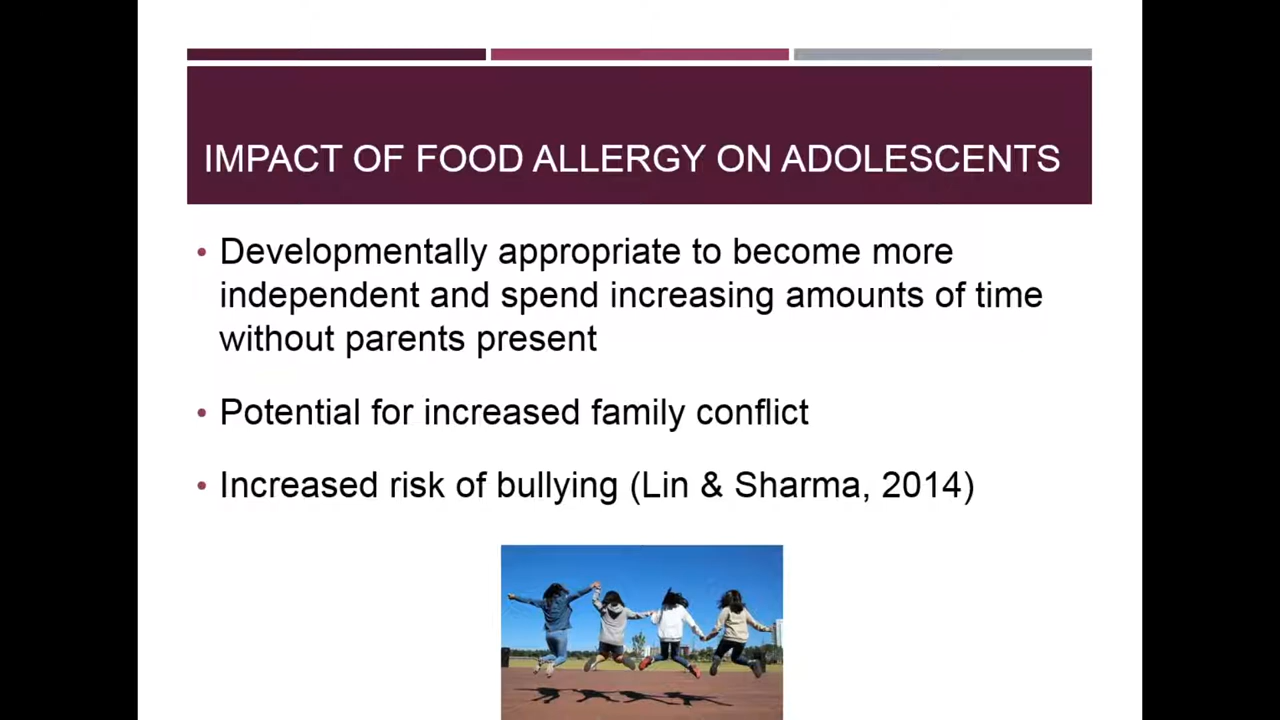 IMPACT OF FOOD ALLERGY ON ADOLESCENTS
• Developmentally appropriate to become more
independent and spend increasing amounts of time
without parents present
• Potential for increased family conflict
• Increased risk of bullying (Lin & Sharma, 2014)